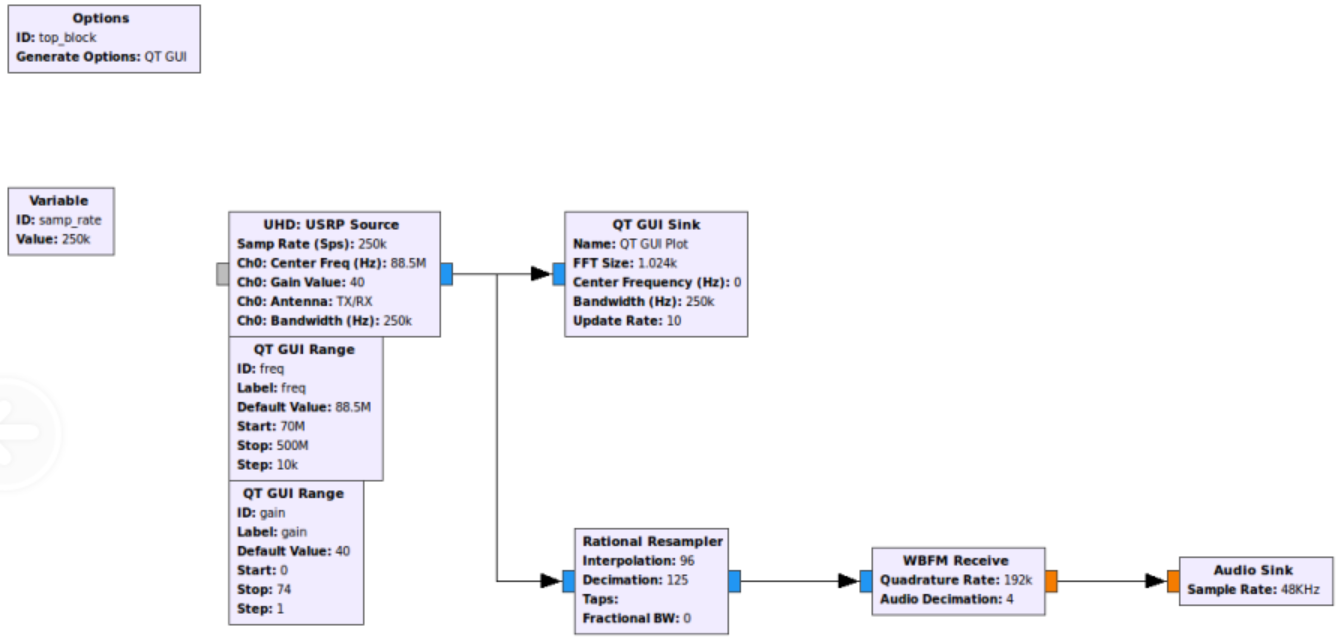 Options
ID: top_block
Generate Options: QT GUI
Variable
ID: samp_rate
Value: 250k
UHD: USRP Source
Samp Rate (Sps): 250k
Ch0: Center Freq (Hz): 88.5M
Ch0: Gain Value: 40
Ch0: Antenna: TX/RX
Ch0: Bandwidth (Hz): 250k
QT GUI Sink
Name: QT GUI Plot
FFT Size: 1.024k
Center Frequency (Hz): 0
Bandwidth (Hz): 250k
Update Rate: 10
QT GUI Range
ID: freq
Label: freq
Default Value: 88.5M
Start: 70M
Stop: 500M
Step: 10k
QT GUI Range
ID: gain
Label: gain
Default Value: 40
Start: 0
Stop: 74
Step: 1
Rational Resampler
Interpolation: 96
Decimation: 125
Taps:
Fractional BW: 0
WBFM Receive
Quadrature Rate: 192k
Audio Decimation: 4
Audio Sink
Sample Rate: 48KHz